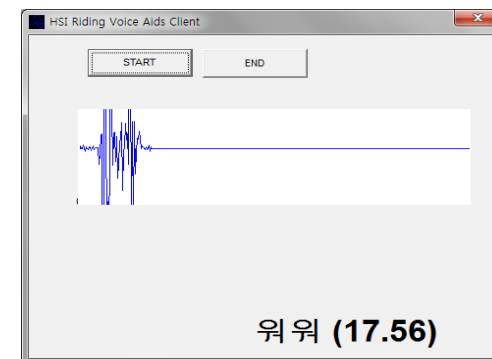 HSI Riding Voice Aids Client
START END
워워 (17.56)